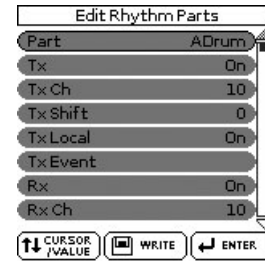 Edit Rhythm Parts
Part ADrum
Tx On
Tx Ch 10
Tx Shift 0
Tx Local On
Tx Event
Rx On
Rx Ch 10
CURSOR
/VALUE
WRITE
ENTER